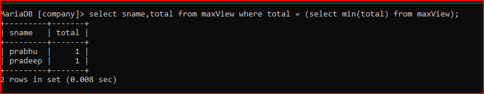 MariaDB [company]> select sname,total from maxView where total = (select min(total) from maxView);
+---------+-------+
| sname   | total |
+---------+-------+
| prabhu  |     1 |
| pradeep |     1 |
+---------+-------+
2 rows in set (0.008 sec)